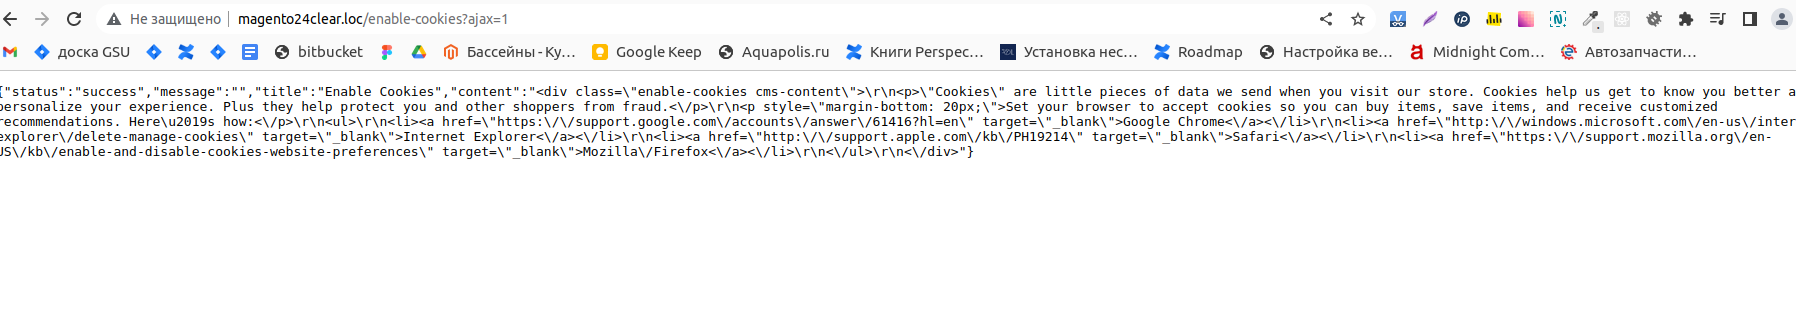 Не защищено | magento24clear.loc/enable-cookies?ajax=1
доска GSU bitbucket Бассейны - Ку... Google Keep Aquapolis.ru Книги Perspec... Установка нес... Roadmap Настройка ве... Midnight Com... Автозапчасти...
{"status":"success","message":"","title":"Enable Cookies","content":"<div class=\"enable-cookies cms-content\">\r\n<p>\"Cookies\" are little pieces of data we send when you visit our store. Cookies help us get to know you better a
personalize your experience. Plus they help protect you and other shoppers from fraud.<\/p>\r\n<p style=\"margin-bottom: 20px;\">Set your browser to accept cookies so you can buy items, save items, and receive customized
recommendations. Here\u2019s how:<\/p>\r\n<ul>\r\n<li><a href=\"https:\/\/support.google.com\/accounts\/answer\/61416?hl=en\" target=\"_blank\">Google Chrome<\/a><\/li>\r\n<li><a href=\"http:\/\/windows.microsoft.com\/en-us\/inter
explorer\/delete-manage-cookies\" target=\"_blank\">Internet Explorer<\/a><\/li>\r\n<li><a href=\"http:\/\/support.apple.com\/kb\/PH19214\" target=\"_blank\">Safari<\/a><\/li>\r\n<li><a href=\"https:\/\/support.mozilla.org\/en-
US\/kb\/enable-and-disable-cookies-website-preferences\" target=\"_blank\">Mozilla\/Firefox<\/a><\/li>\r\n<\/ul>\r\n<\/div>"}